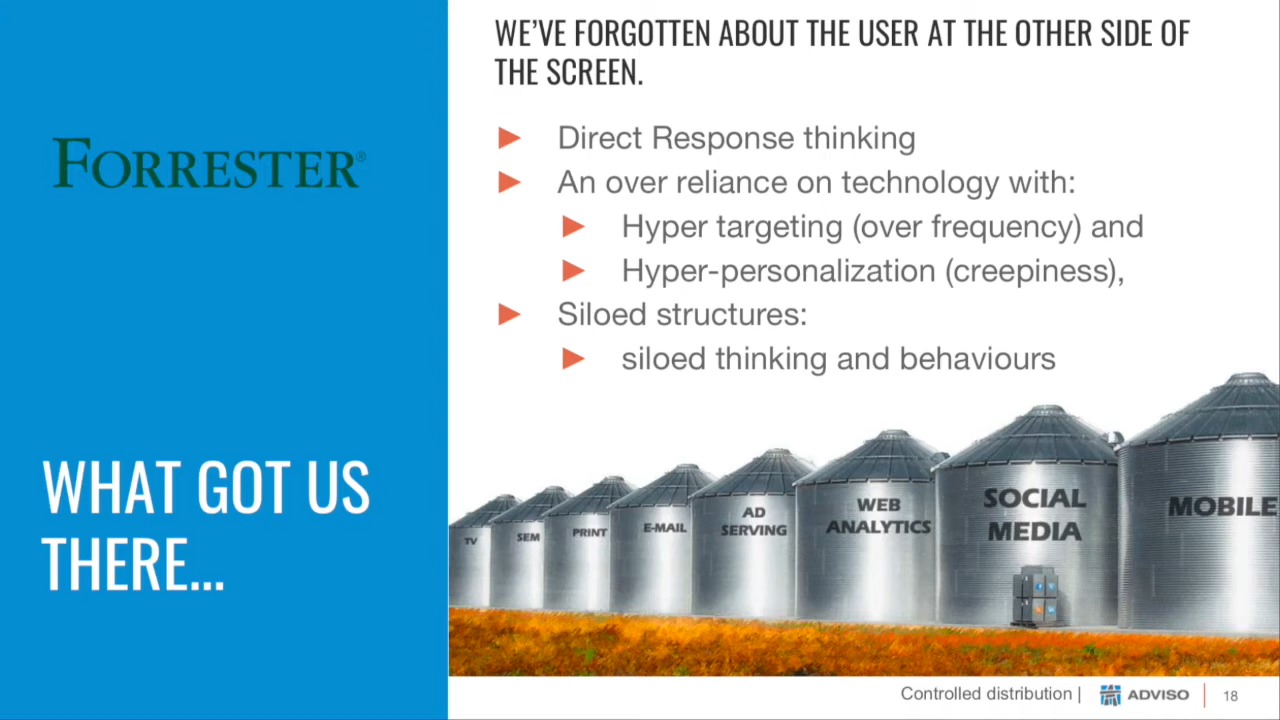 FORRESTER®
WHAT GOT US
THERE...
WE'VE FORGOTTEN ABOUT THE USER AT THE OTHER SIDE OF
THE SCREEN.
► Direct Response thinking
► An over reliance on technology with:
► Hyper targeting (over frequency) and
► Hyper-personalization (creepiness),
► Siloed structures:
► siloed thinking and behaviours
TV
SEM
PRINT
E-MAIL
AD
SERVING
WEB
ANALYTICS
SOCIAL
MEDIA
MOBILE
Controlled distribution | ADVISO | 18